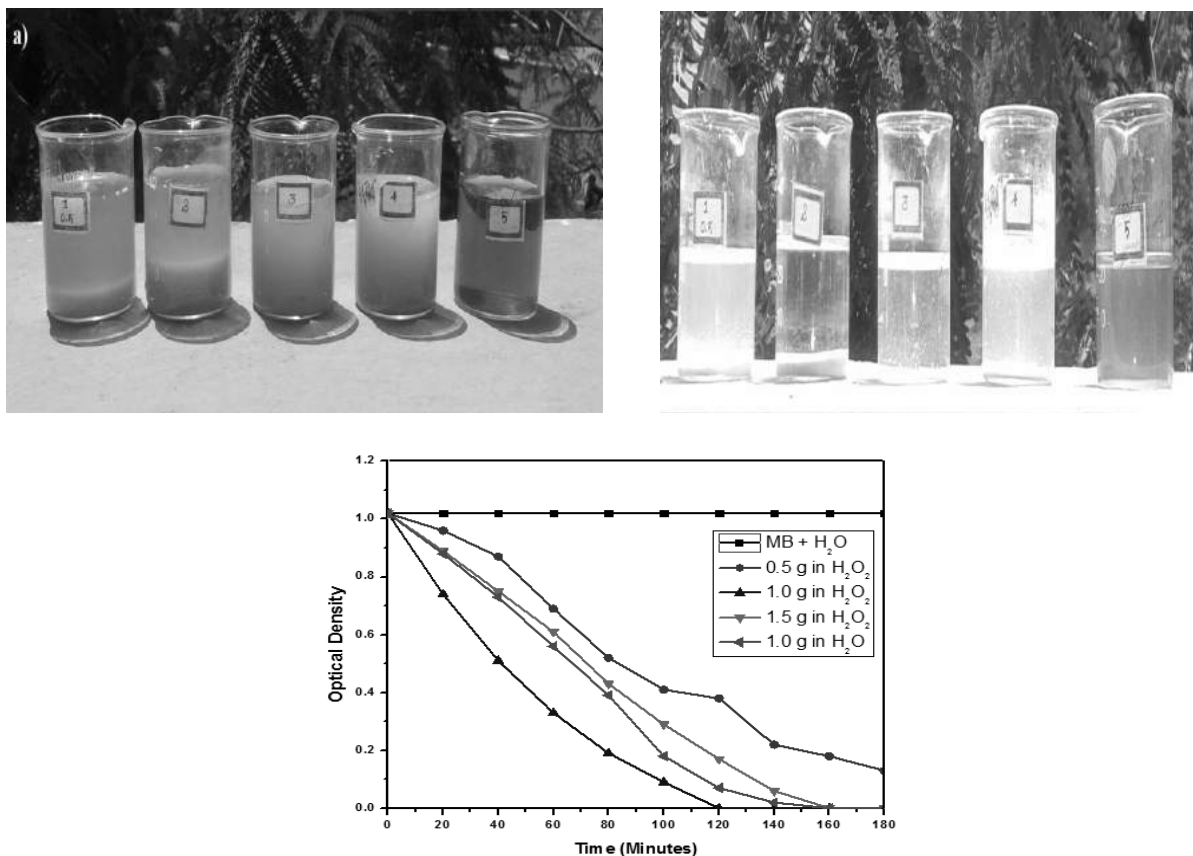 a)
1
0.5
2
3
4
5
1
0.5
2
3
4
5
1.2
1.0
0.8
0.6
0.4
0.2
0.0
Optical Density
MB + H₂O
0.5 g in H₂O₂
1.0 g in H₂O₂
1.5 g in H₂O₂
1.0 g in H₂O
0 20 40 60 80 100 120 140 160 180
Time (Minutes)